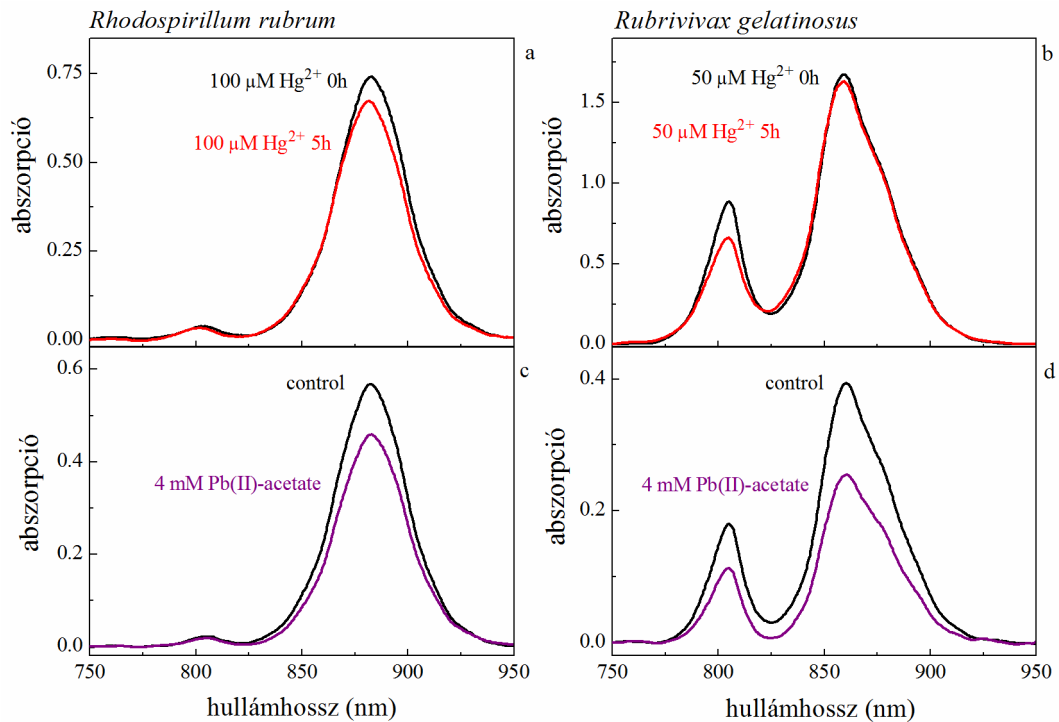 Rhodospirillum rubrum
Rubrivivax gelatinosus
a
100 µM Hg²⁺ 0h
100 µM Hg²⁺ 5h
0.75
0.50
0.25
0.00
abszorpció
b
50 µM Hg²⁺ 0h
50 µM Hg²⁺ 5h
1.5
1.0
0.5
0.0
abszorpció
c
control
4 mM Pb(II)-acetate
0.6
0.4
0.2
0.0
abszorpció
750 800 850 900 950
hullámhossz (nm)
d
control
4 mM Pb(II)-acetate
0.4
0.2
0.0
abszorpció
750 800 850 900 950
hullámhossz (nm)